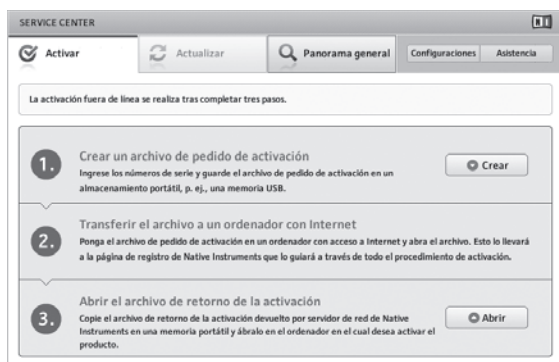 SERVICE CENTER
Activar
Actualizar
Panorama general
Configuraciones
Asistencia
La activación fuera de línea se realiza tras completar tres pasos.
1.
Crear un archivo de pedido de activación
Ingrese los números de serie y guarde el archivo de pedido de activación en un
almacenamiento portátil, p. ej., una memoria USB.
Crear
2.
Transferir el archivo a un ordenador con Internet
Ponga el archivo de pedido de activación en un ordenador con acceso a Internet y abra el archivo. Esto lo llevará
a la página de registro de Native Instruments que lo guiará a través de todo el procedimiento de activación.
3.
Abrir el archivo de retorno de la activación
Copie el archivo de retorno de la activación devuelto por servidor de red de Native
Instruments en una memoria portátil y ábralo en el ordenador en el cual desea activar el
producto.
Abrir